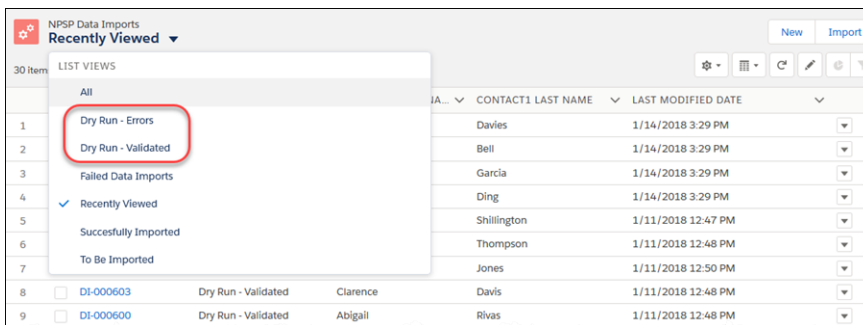 NPSP Data Imports
Recently Viewed
New Import
30 item
LIST VIEWS
All
Dry Run - Errors
Dry Run - Validated
Failed Data Imports
Recently Viewed
Succesfully Imported
To Be Imported
NA... CONTACT1 LAST NAME LAST MODIFIED DATE
1 Davies 1/14/2018 3:29 PM
2 Bell 1/14/2018 3:29 PM
3 Garcia 1/14/2018 3:29 PM
4 Ding 1/14/2018 3:29 PM
5 Shillington 1/11/2018 12:47 PM
6 Thompson 1/11/2018 12:48 PM
7 Jones 1/11/2018 12:50 PM
8 DI-000603 Dry Run - Validated Clarence Davis 1/11/2018 12:48 PM
9 DI-000600 Dry Run - Validated Abigail Rivas 1/11/2018 12:48 PM